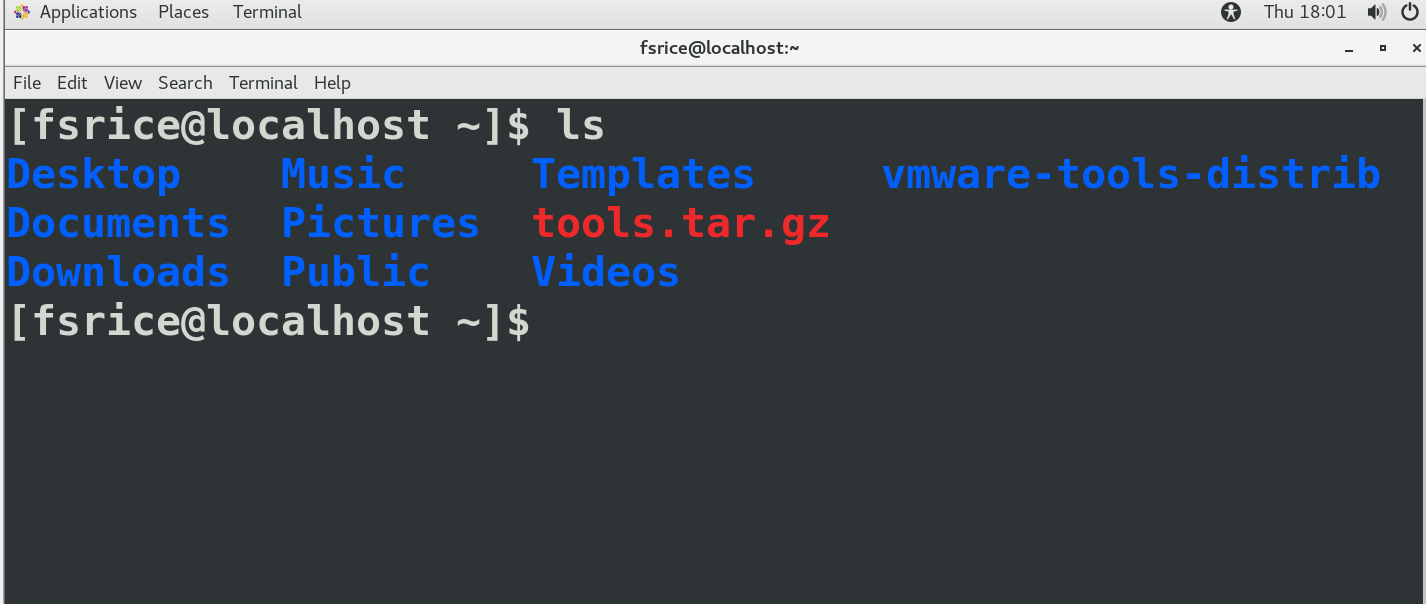 Applications Places Terminal Thu 18:01
fsrice@localhost:~
File Edit View Search Terminal Help
[fsrice@localhost ~]$ ls
Desktop Music Templates vmware-tools-distrib
Documents Pictures tools.tar.gz
Downloads Public Videos
[fsrice@localhost ~]$